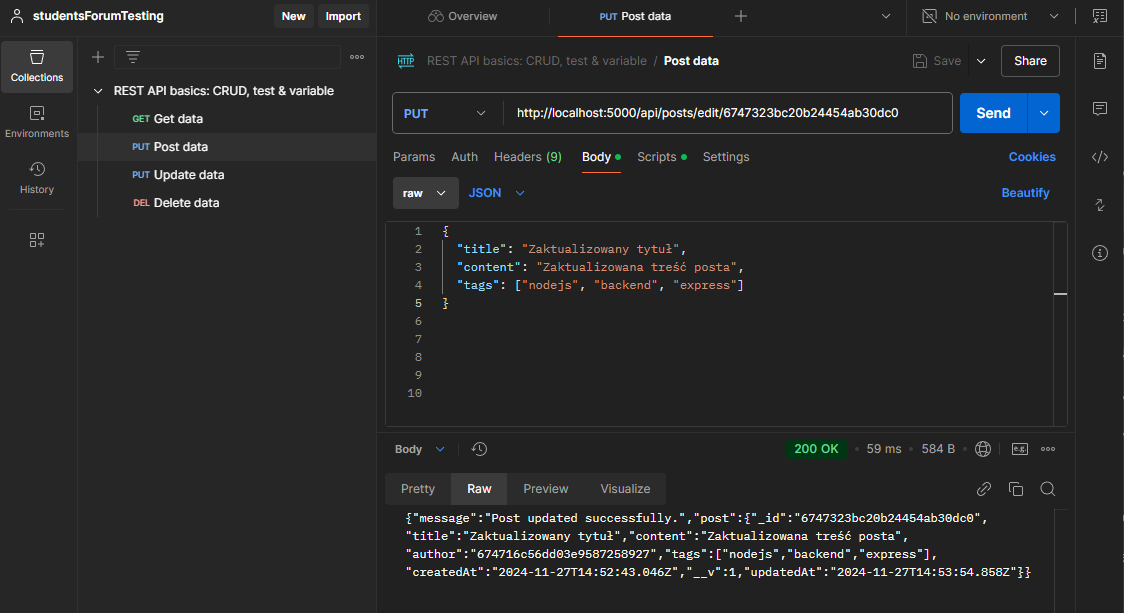 studentsForumTesting
New
Import
Overview
PUT Post data
No environment
Collections
Environments
History
REST API basics: CRUD, test & variable
GET Get data
PUT Post data
PUT Update data
DEL Delete data
HTTP REST API basics: CRUD, test & variable / Post data
Save
Share
PUT
http://localhost:5000/api/posts/edit/6747323bc20b24454ab30dc0
Send
Params Auth Headers (9) Body Scripts Settings Cookies
raw JSON Beautify
1 {
2 "title": "Zaktualizowany tytuł",
3 "content": "Zaktualizowana treść posta",
4 "tags": ["nodejs", "backend", "express"]
5 }
6
7
8
9
10
Body
200 OK • 59 ms • 584 B
e.g.
Pretty Raw Preview Visualize
{"message":"Post updated successfully.","post":{"_id":"6747323bc20b24454ab30dc0",
"title":"Zaktualizowany tytuł","content":"Zaktualizowana treść posta",
"author":"674716c56dd03e9587258927","tags":["nodejs","backend","express"],
"createdAt":"2024-11-27T14:52:43.046Z","__v":1,"updatedAt":"2024-11-27T14:53:54.858Z"}}